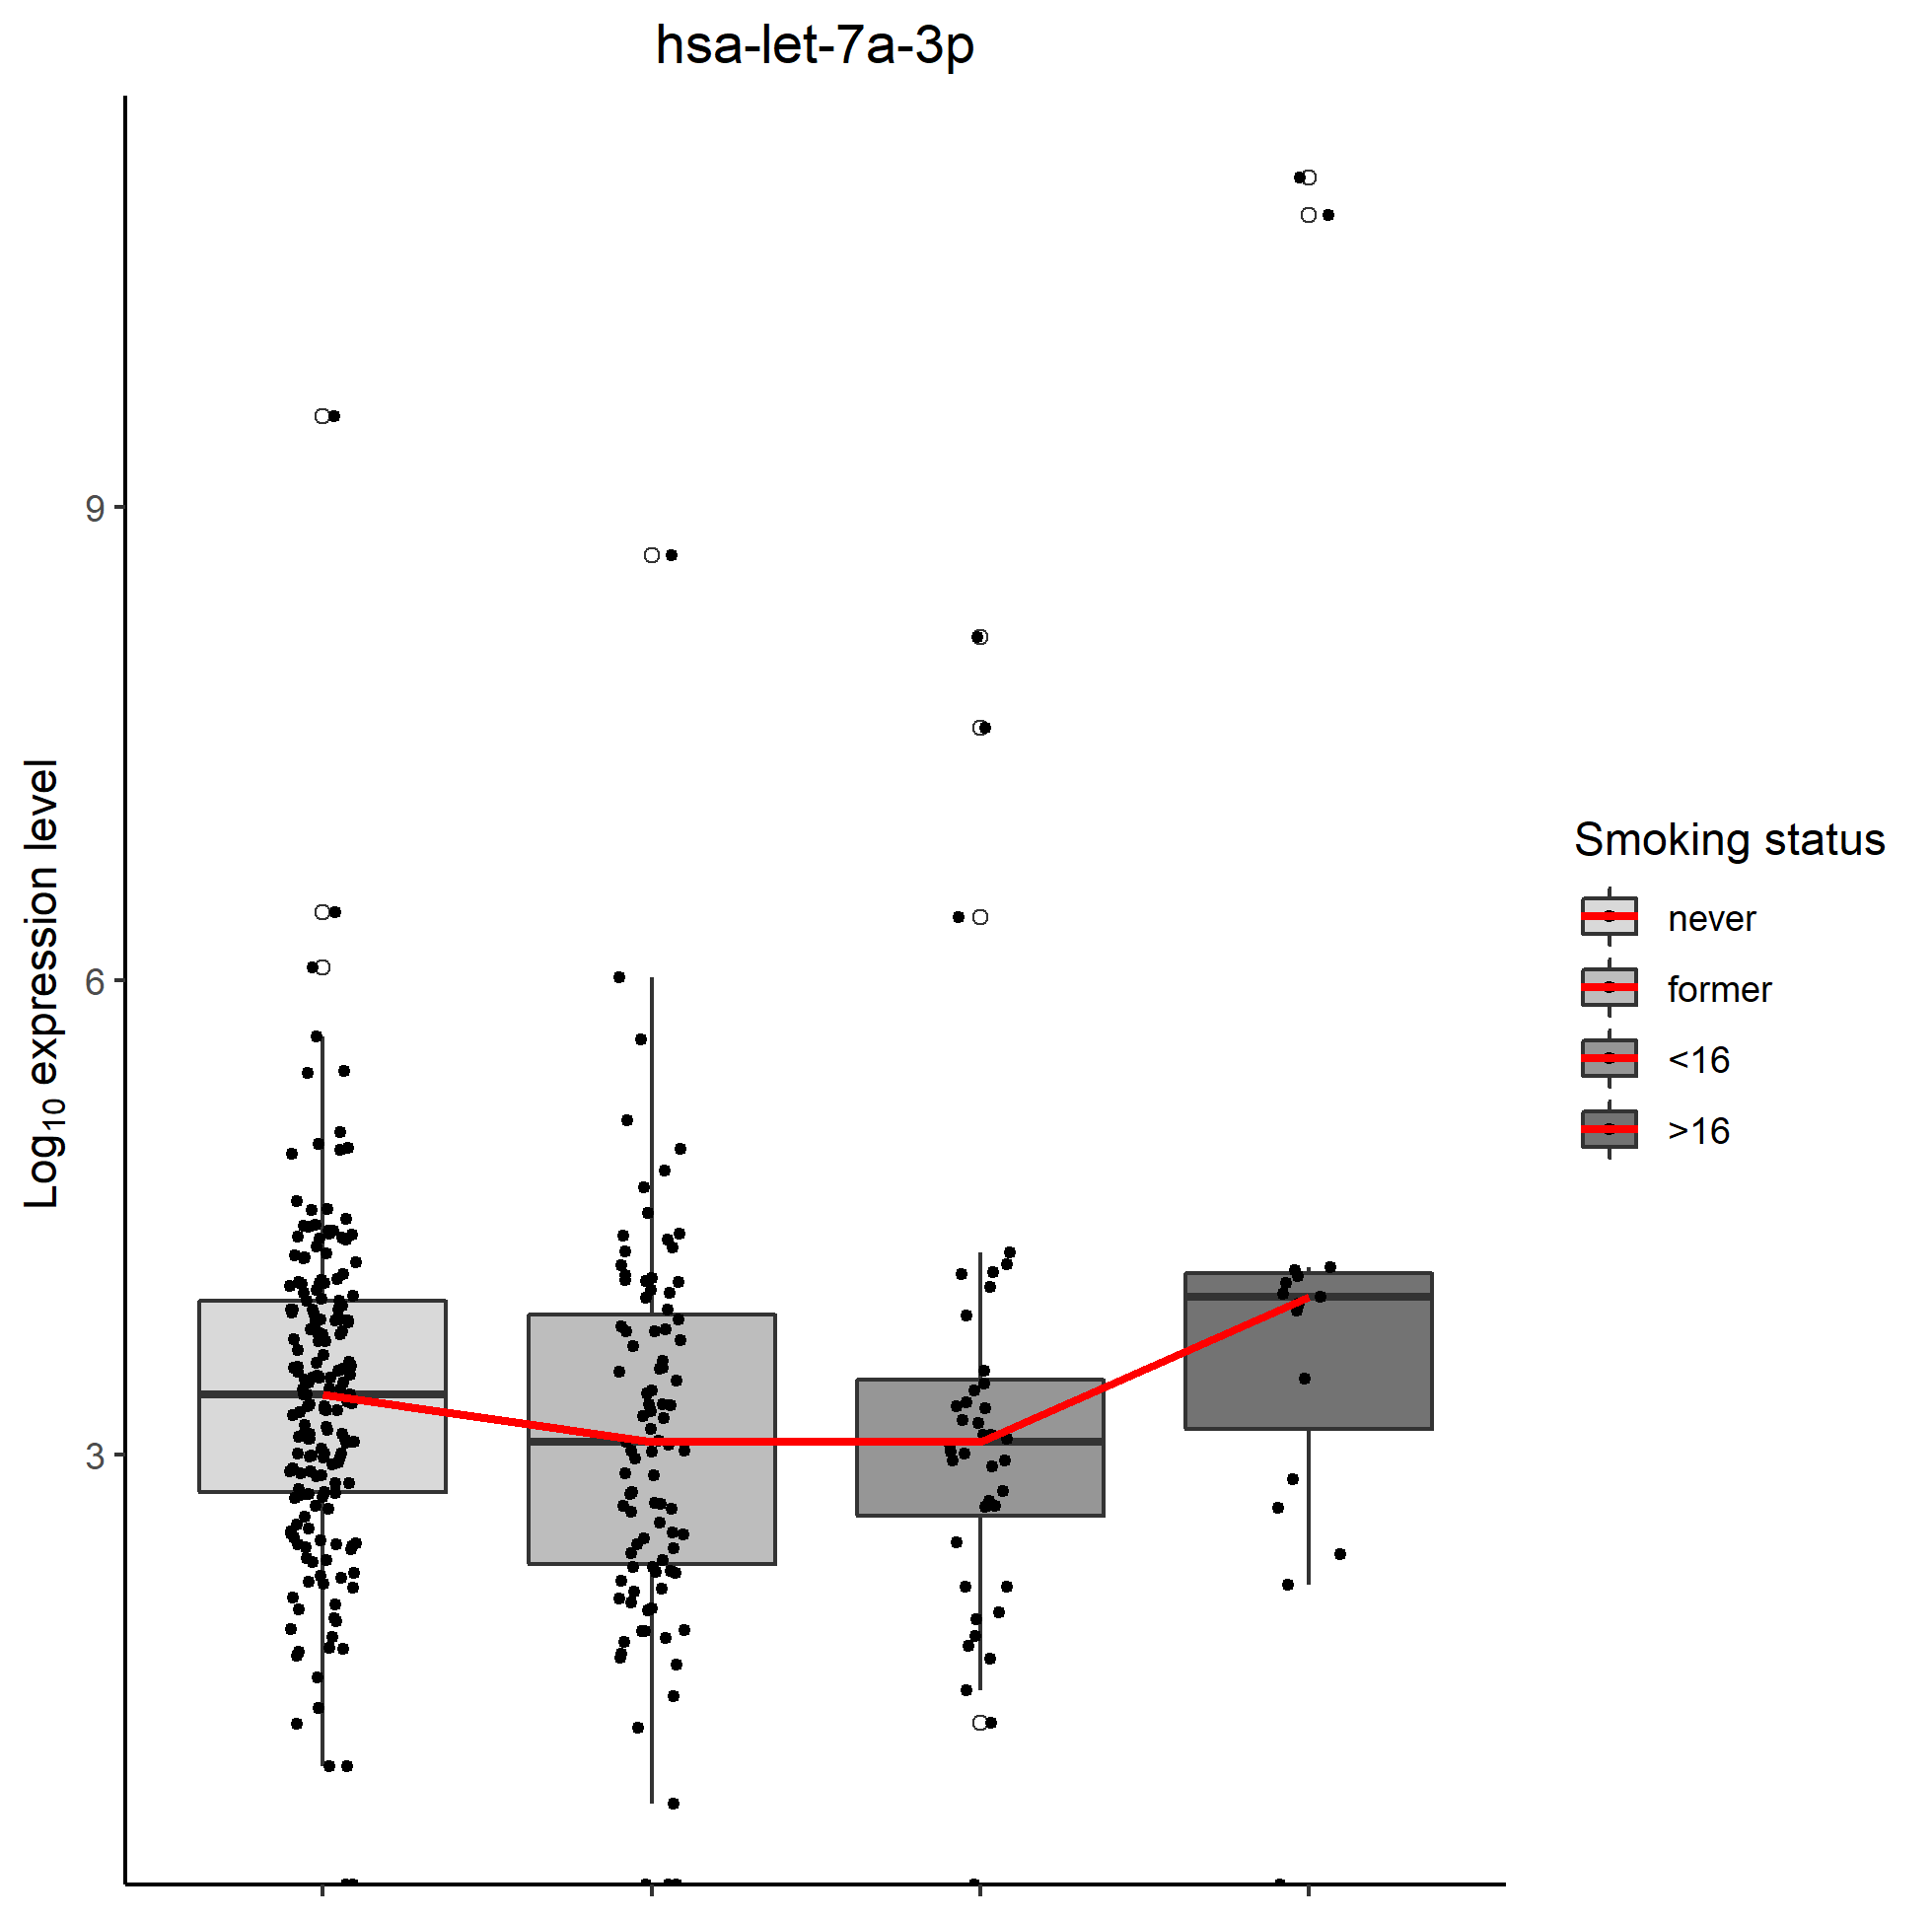 hsa-let-7a-3p
Log10 expression level
9
6
3
Smoking status
never
former
<16
>16